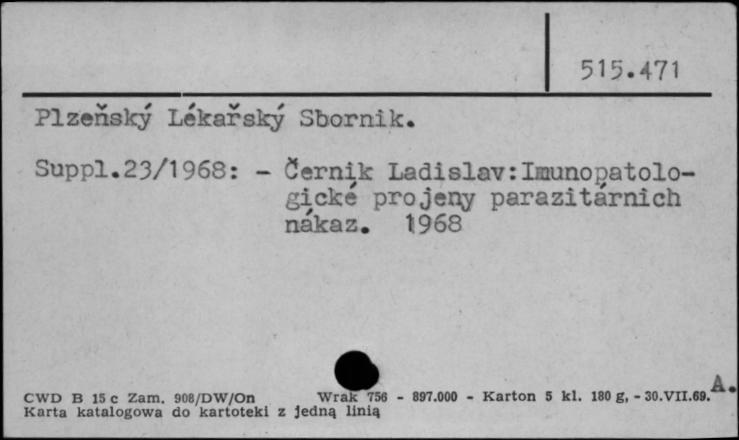 515.471
Plzeňský Lékařský Sbornik.
Suppl.23/1968: - Černik Ladislav:Imunopatolo-
gické projeny parazitárnich
nákaz. 1968
A.
CWD B 15 c Zam. 908/DW/On Wrak 756 - 897.000 - Karton 5 kl. 180 g, - 30.VII.69.
Karta katalogowa do kartoteki z jedną linią